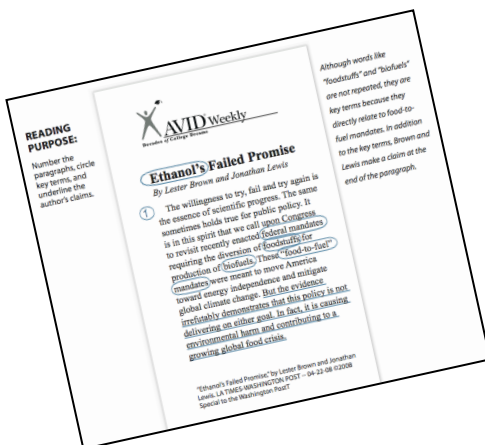 READING
PURPOSE:
Number the
paragraphs, circle
key terms, and
underline the
author's claims.
AVID Weekly
Decades of College Dreams
Ethanol's Failed Promise
By Lester Brown and Jonathan Lewis
1
The willingness to try, fail and try again is
the essence of scientific progress. The same
sometimes holds true for public policy. It
is in this spirit that we call upon Congress
to revisit recently enacted federal mandates
requiring the diversion of foodstuffs for
production of biofuels. These "food-to-fuel"
mandates were meant to move America
toward energy independence and mitigate
global climate change. But the evidence
irrefutably demonstrates that this policy is not
delivering on either goal. In fact, it is causing
environmental harm and contributing to a
growing global food crisis.
"Ethanol's Failed Promise," by Lester Brown and Jonathan
Lewis. LA TIMES-WASHINGTON POST -- 04-22-08 ©2008
Special to the Washington PostT
Although words like
"foodstuffs" and "biofuels"
are not repeated, they are
key terms because they
directly relate to food-to-
fuel mandates. In addition
to the key terms, Brown and
Lewis make a claim at the
end of the paragraph.